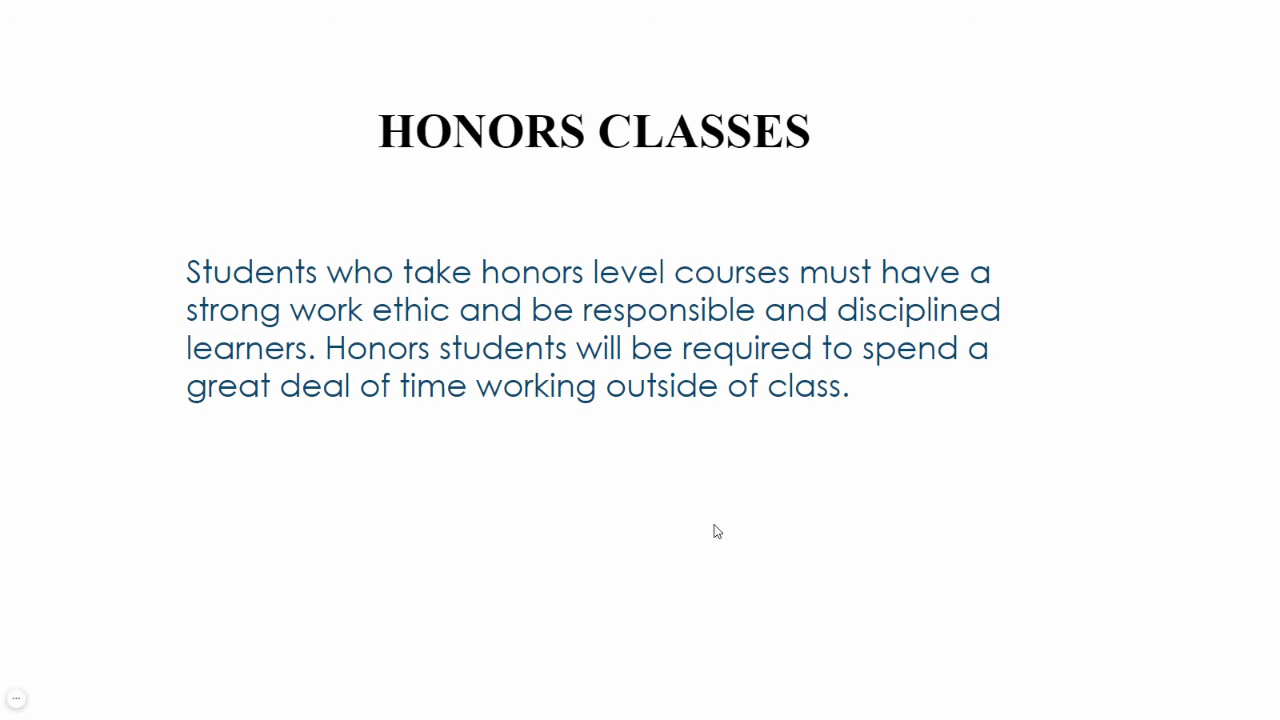 HONORS CLASSES
Students who take honors level courses must have a
strong work ethic and be responsible and disciplined
learners. Honors students will be required to spend a
great deal of time working outside of class.